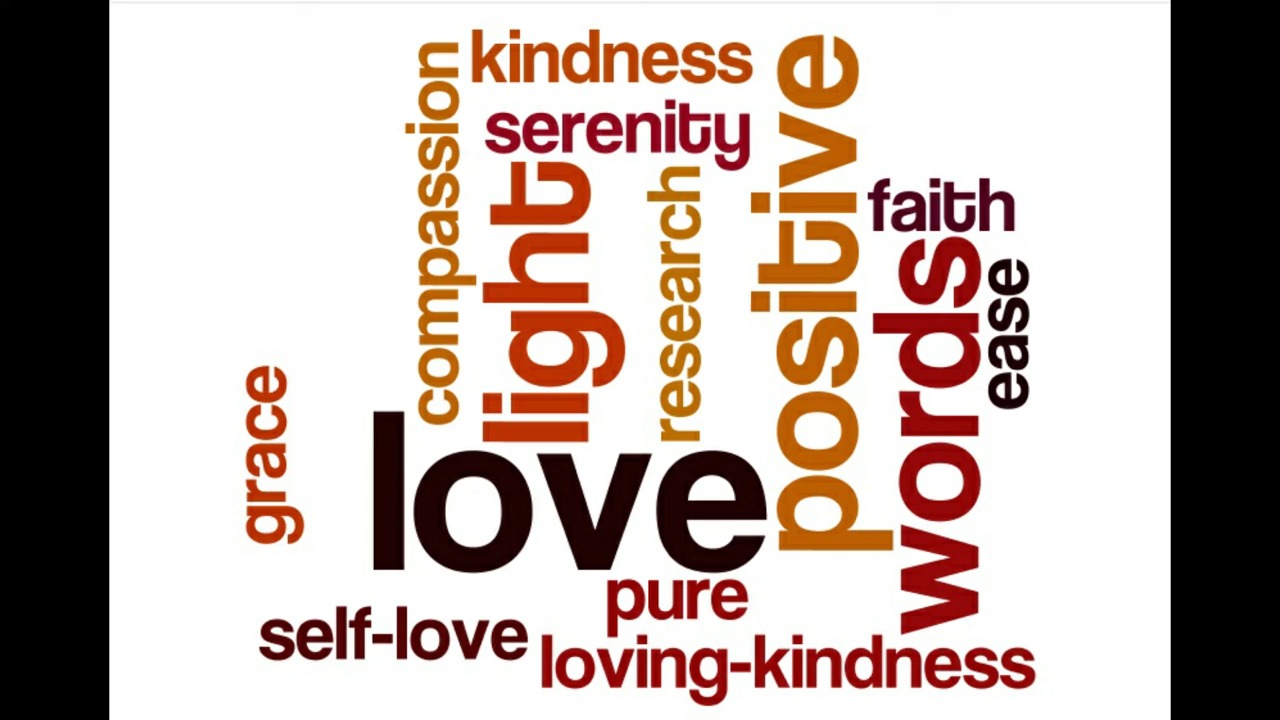 kindness
compassion
serenity
positive
light
research
faith
words
ease
grace
love
pure
self-love
loving-kindness